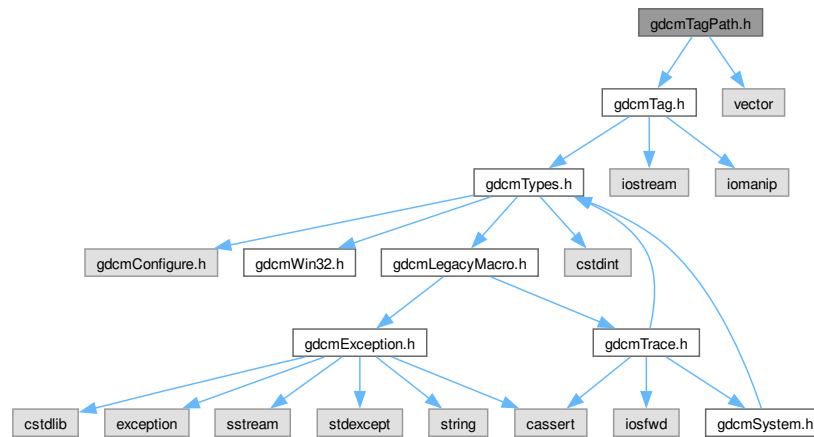 gdcmTagPath.h
gdcmTag.h
vector
gdcmTypes.h
iostream
iomanip
gdcmConfigure.h
gdcmWin32.h
gdcmLegacyMacro.h
cstdint
gdcmException.h
gdcmTrace.h
cstdlib
exception
sstream
stdexcept
string
cassert
iosfwd
gdcmSystem.h